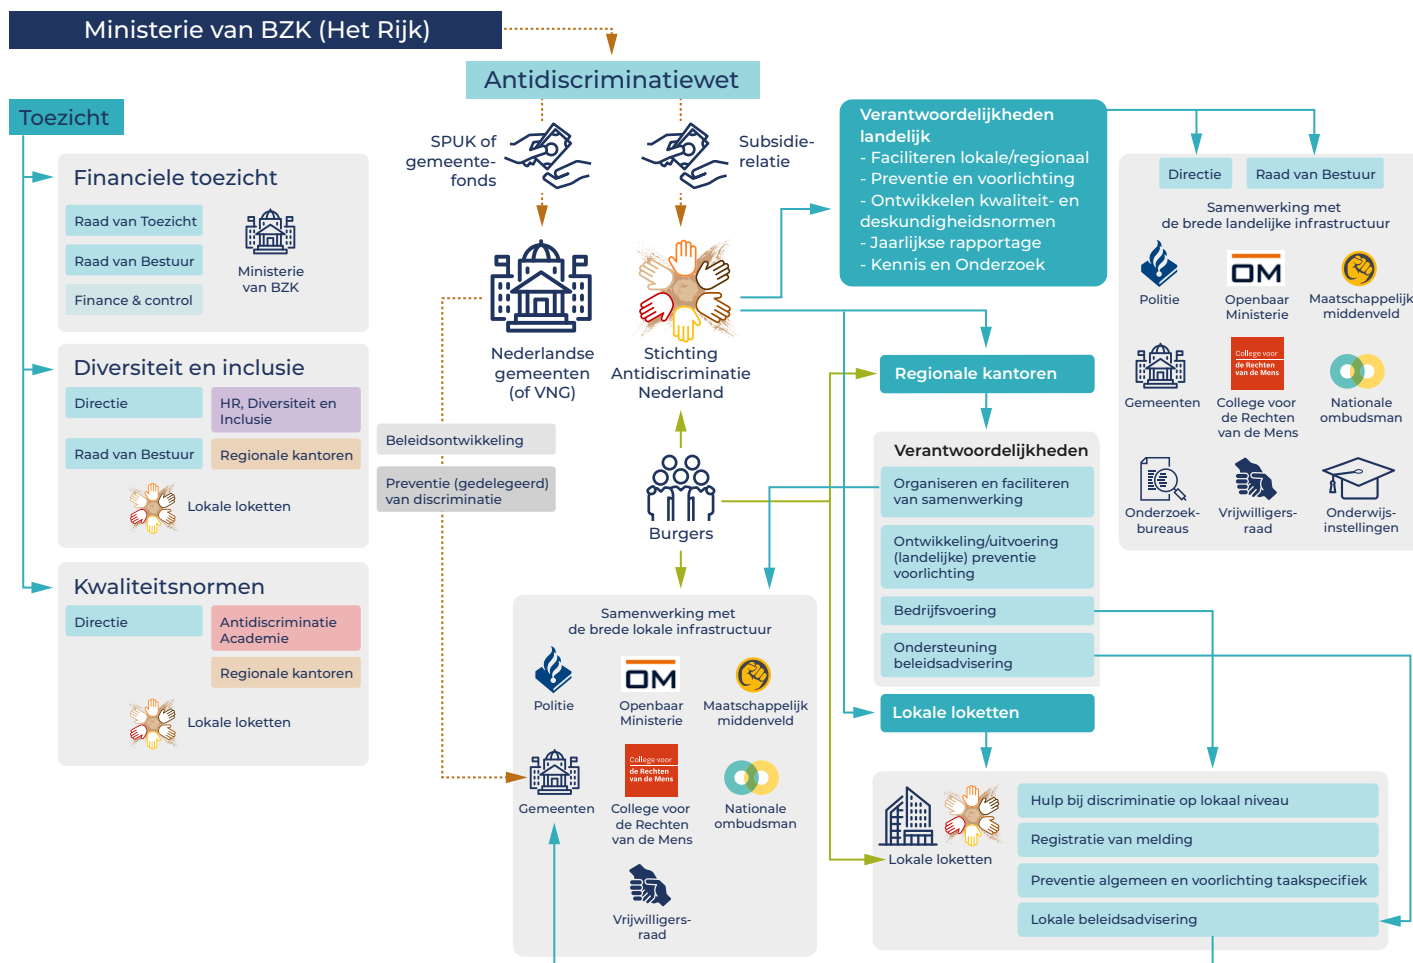 Ministerie van BZK (Het Rijk)
Antidiscriminatiewet
Toezicht
SPUK of
gemeente-
fonds
Subsidie-
relatie
Financiele toezicht
Raad van Toezicht
Raad van Bestuur
Finance & control
Ministerie
van BZK
Diversiteit en inclusie
Directie
HR, Diversiteit en
Inclusie
Raad van Bestuur
Regionale kantoren
Lokale loketten
Kwaliteitsnormen
Directie
Antidiscriminatie
Academie
Regionale kantoren
Lokale loketten
Nederlandse
gemeenten
(of VNG)
Stichting
Antidiscriminatie
Nederland
Beleidsontwikkeling
Preventie (gedelegeerd)
van discriminatie
Burgers
Samenwerking met
de brede lokale infrastructuur
Politie
OM
Openbaar
Ministerie
Maatschappelijk
middenveld
Gemeenten
College voor
de Rechten
van de Mens
College voor
de Rechten
van de Mens
Nationale
ombudsman
Vrijwilligers-
raad
Verantwoordelijkheden
landelijk
- Faciliteren lokale/regionaal
- Preventie en voorlichting
- Ontwikkelen kwaliteit- en
deskundigheidsnormen
- Jaarlijkse rapportage
- Kennis en Onderzoek
Regionale kantoren
Verantwoordelijkheden
Organiseren en faciliteren
van samenwerking
Ontwikkeling/uitvoering
(landelijke) preventie
voorlichting
Bedrijfsvoering
Ondersteuning
beleidsadvisering
Lokale loketten
Lokale loketten
Hulp bij discriminatie op lokaal niveau
Registratie van melding
Preventie algemeen en voorlichting taakspecifiek
Lokale beleidsadvisering
Directie
Raad van Bestuur
Samenwerking met
de brede landelijke infrastructuur
Politie
OM
Openbaar
Ministerie
Maatschappelijk
middenveld
Gemeenten
College voor
de Rechten
van de Mens
College voor
de Rechten
van de Mens
Nationale
ombudsman
Onderzoek-
bureaus
Vrijwilligers-
raad
Onderwijs-
instellingen